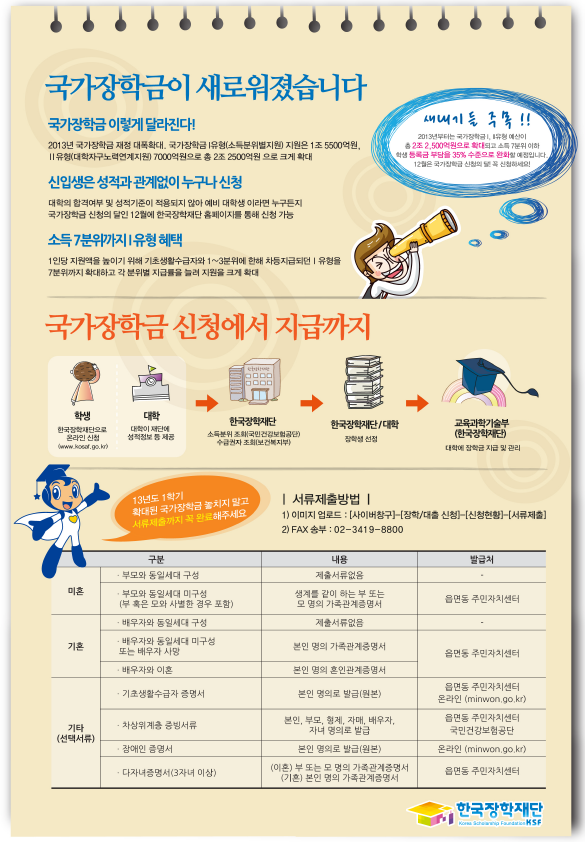 국가장학금이 새로워졌습니다
국가장학금 이렇게 달라진다!
2013년 국가장학금 재정 대폭확대. 국가장학금 I유형(소득분위별지원) 지원은 1조 5500억원,
II유형(대학자구노력연계지원) 7000억원으로 총 2조 2500억원 으로 크게 확대
새내기들 주목 !!
2013년부터는 국가장학금 I, II유형 예산이
총 2조 2,500억원으로 확대되고 소득 7분위 이하
학생 등록금 부담을 35% 수준으로 완화할 예정입니다.
12월은 국가장학금 신청의 달! 꼭 신청하세요!
신입생은 성적과 관계없이 누구나 신청
대학의 합격여부 및 성적기준이 적용되지 않아 예비 대학생 이라면 누구든지
국가장학금 신청의 달인 12월에 한국장학재단 홈페이지를 통해 신청 가능
소득 7분위까지 I 유형 혜택
1인당 지원액을 높이기 위해 기초생활수급자와 1~3분위에 한해 차등지급되던 I 유형을
7분위까지 확대하고 각 분위별 지급률을 늘려 지원을 크게 확대
국가장학금 신청에서 지급까지
학생
한국장학재단으로
온라인 신청
(www.kosaf.go.kr)
대학
대학이 재단에
성적정보 등 제공
한국장학재단
소득분위 조회(국민건강보험공단)
수급권자 조회(보건복지부)
한국장학재단/대학
장학생 선정
교육과학기술부
(한국장학재단)
대학에 장학금 지급 및 관리
13년도 1학기
확대된 국가장학금 놓치지 말고
서류제출까지 꼭 완료해주세요
| 서류제출방법 |
1) 이미지 업로드 : [사이버창구]-[장학/대출 신청]-[신청현황]-[서류제출]
2) FAX 송부 : 02-3419-8800
구분 내용 발급처
미혼
· 부모와 동일세대 구성 제출서류없음 -
· 부모와 동일세대 미구성
(부 혹은 모와 사별한 경우 포함)
생계를 같이 하는 부 또는
모 명의 가족관계증명서
읍면동 주민자치센터
기혼
· 배우자와 동일세대 구성 제출서류없음 -
· 배우자와 동일세대 미구성
또는 배우자 사망
본인 명의 가족관계증명서
읍면동 주민자치센터
· 배우자와 이혼 본인 명의 혼인관계증명서
기타
(선택서류)
· 기초생활수급자 증명서 본인 명의로 발급(원본)
읍면동 주민자치센터
온라인 (minwon.go.kr)
· 차상위계층 증빙서류
본인, 부모, 형제, 자매, 배우자,
자녀 명의로 발급
읍면동 주민자치센터
국민건강보험공단
· 장애인 증명서 본인 명의로 발급(원본) 온라인 (minwon.go.kr)
· 다자녀증명서(3자녀 이상)
(이혼) 부 또는 모 명의 가족관계증명서
(기혼) 본인 명의 가족관계증명서
읍면동 주민자치센터
한국장학재단
Korea Scholarship Foundation KSF